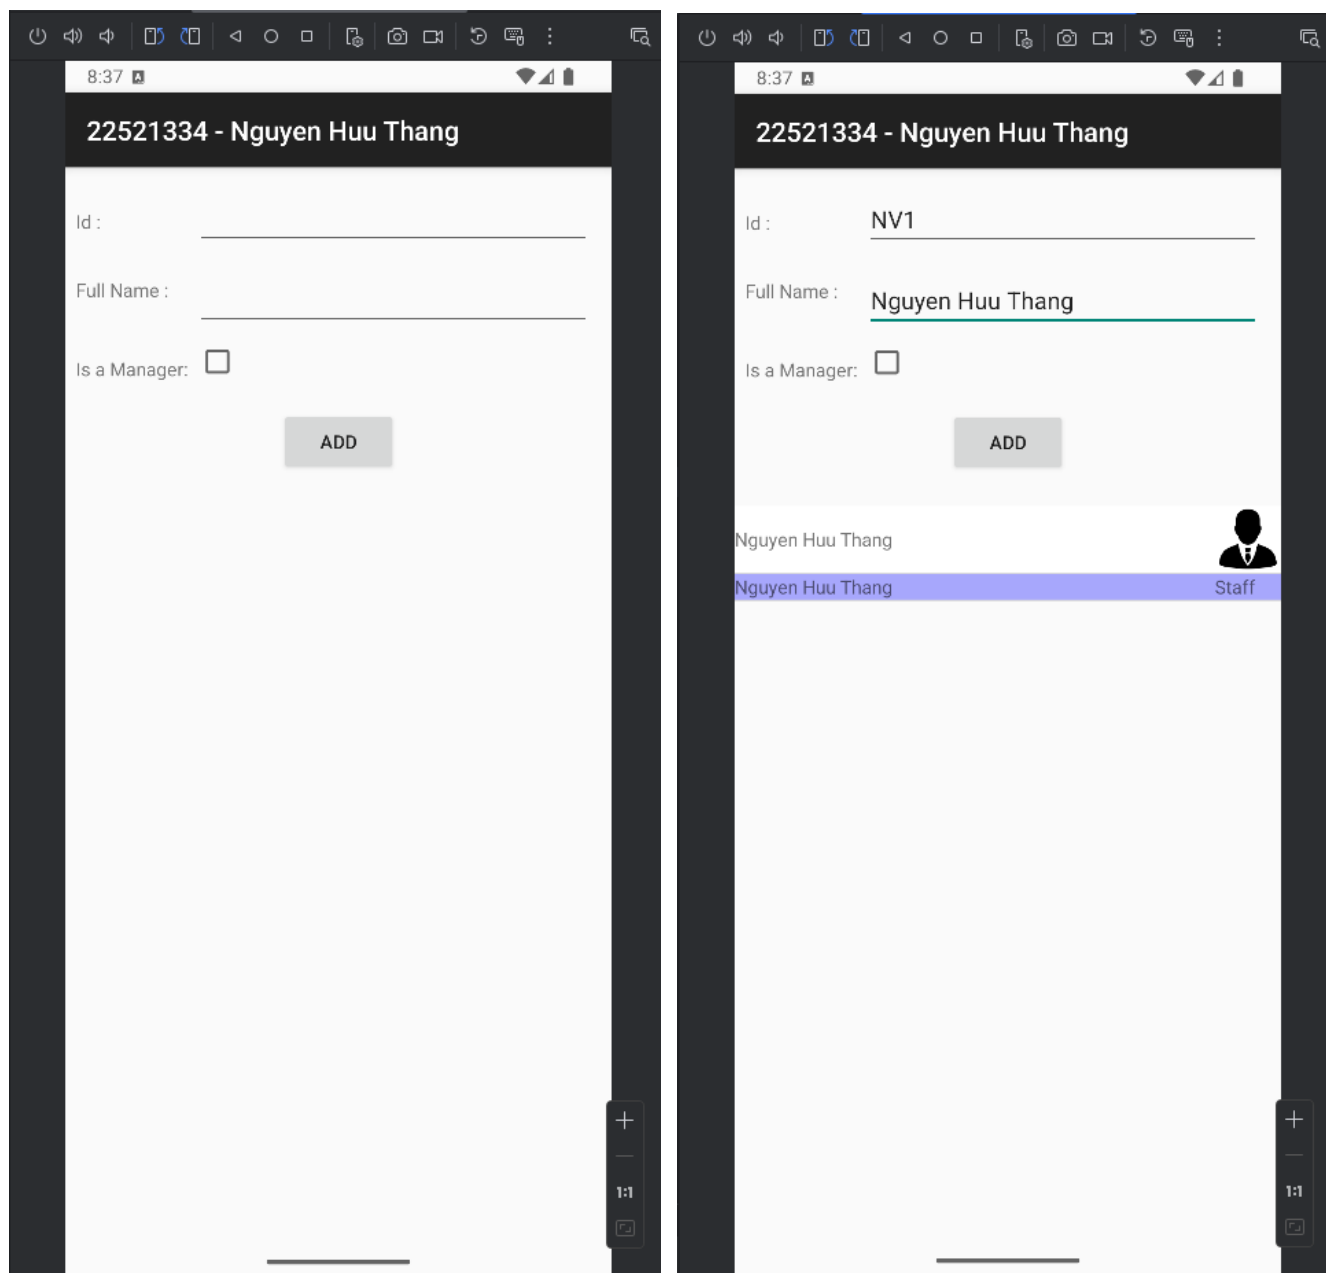 8:37 A
22521334 - Nguyen Huu Thang
Id :
Full Name :
Is a Manager:
ADD
1:1
8:37 A
22521334 - Nguyen Huu Thang
Id : NV1
Full Name : Nguyen Huu Thang
Is a Manager:
ADD
Nguyen Huu Thang
Nguyen Huu Thang Staff
1:1